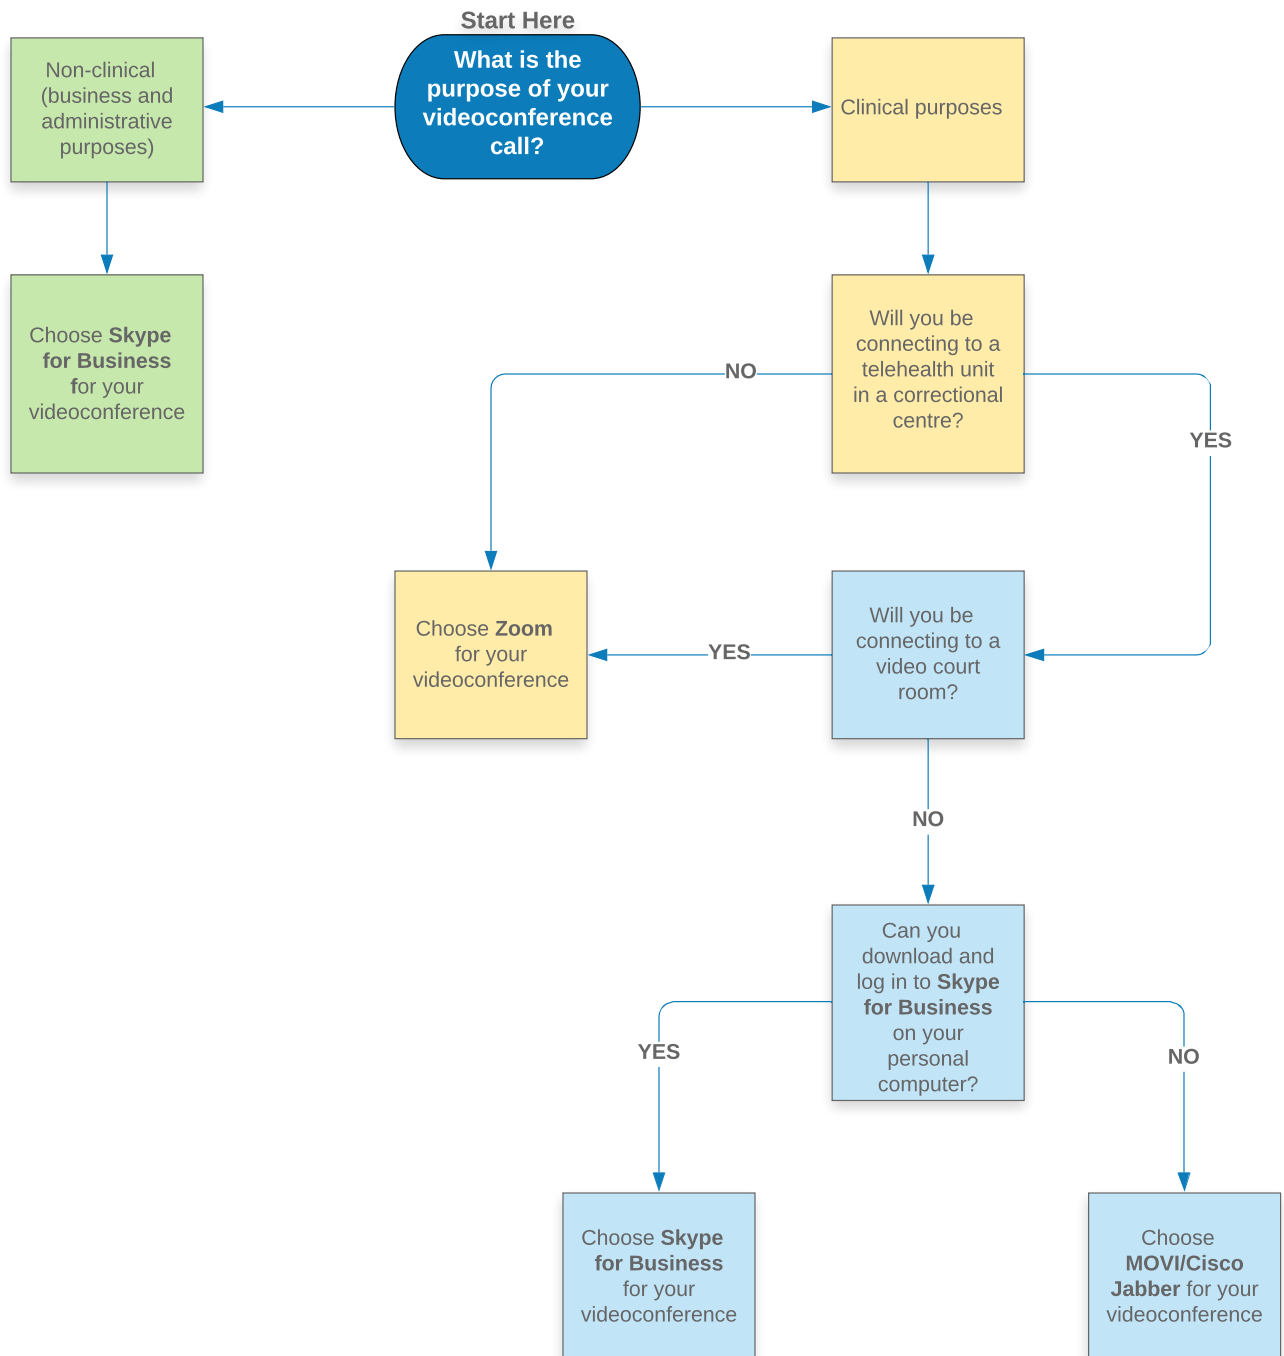 Start Here
What is the
purpose of your
videoconference
call?
Non-clinical
(business and
administrative
purposes)
Clinical purposes
Choose Skype
for Business
for your
videoconference
Will you be
connecting to a
telehealth unit
in a correctional
centre?
NO
YES
Choose Zoom
for your
videoconference
YES
Will you be
connecting to a
video court
room?
NO
Can you
download and
log in to Skype
for Business
on your
personal
computer?
YES
NO
Choose Skype
for Business
for your
videoconference
Choose
MOVI/Cisco
Jabber for your
videoconference